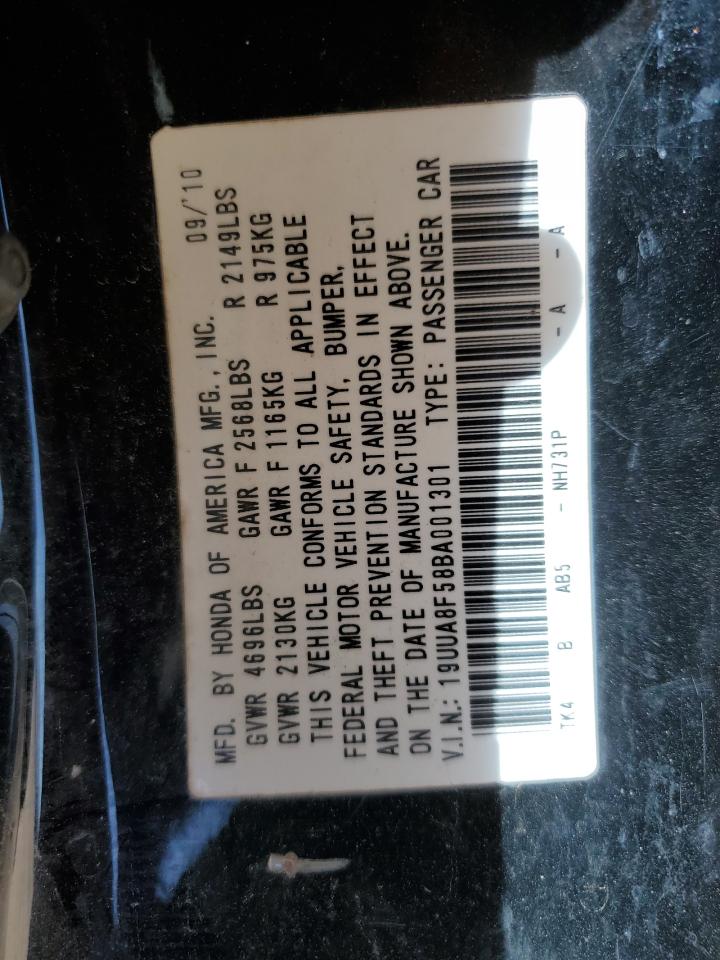 MFD. BY HONDA OF AMERICA MFG., INC. 09/'10
GVWR 4696LBS GAWR F 2568LBS R 2149LBS
GVWR 2130KG GAWR F 1165KG R 975KG
THIS VEHICLE CONFORMS TO ALL APPLICABLE
FEDERAL MOTOR VEHICLE SAFETY, BUMPER,
AND THEFT PREVENTION STANDARDS IN EFFECT
ON THE DATE OF MANUFACTURE SHOWN ABOVE.
V.I.N.: 19UUA8F58BA001301 TYPE: PASSENGER CAR
TK4 B AB5 - NH731P - A - A